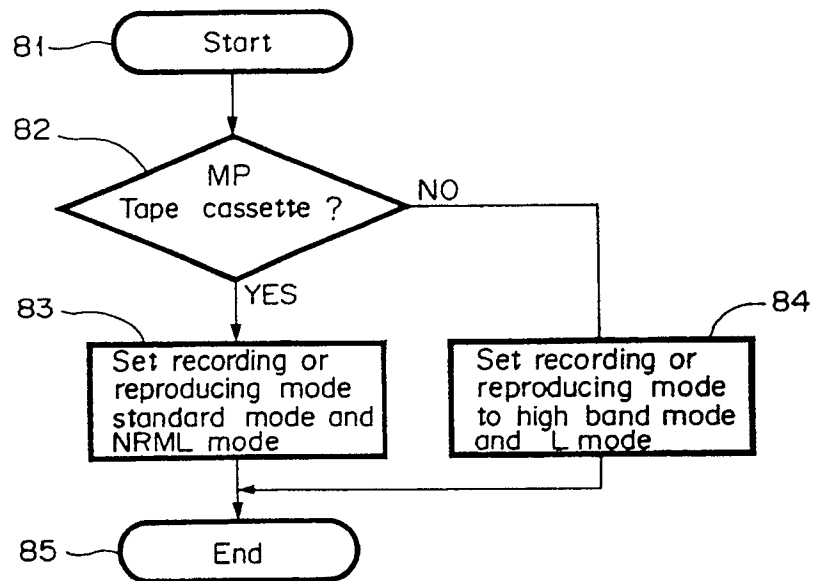 81
Start
82
MP
Tape cassette ?
NO
YES
83
Set recording or
reproducing mode
standard mode and
NRML mode
84
Set recording or
reproducing mode
to high band mode
and L mode
85
End